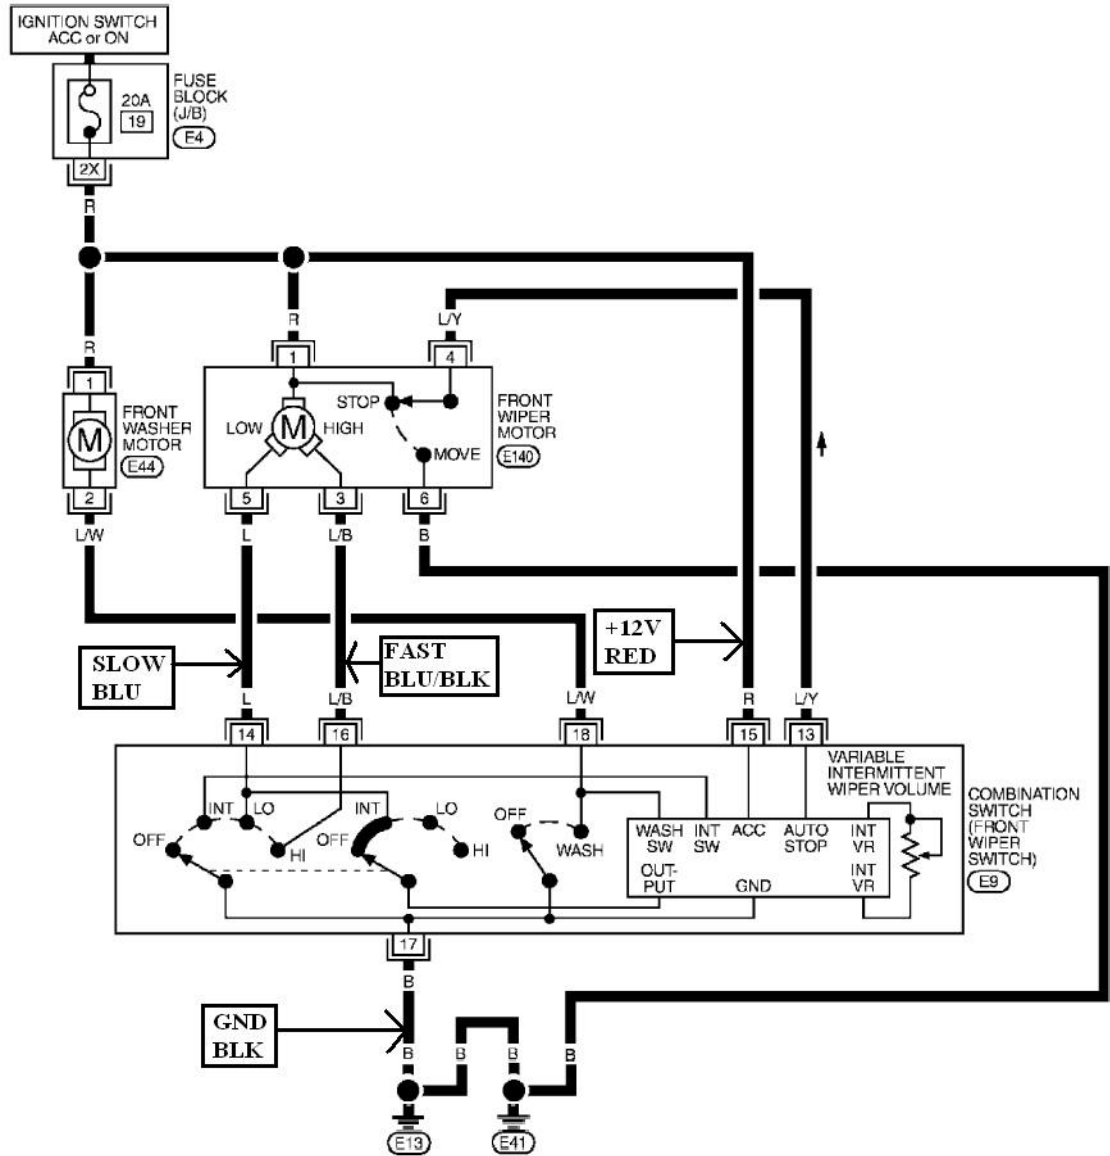 IGNITION SWITCH
ACC or ON
20A
19
FUSE
BLOCK
(J/B)
E4
2X
R
R
R
L/Y
1
1
4
FRONT
WASHER
MOTOR
E44
M
LOW
M
HIGH
STOP
MOVE
FRONT
WIPER
MOTOR
E140
2
5
3
6
L/W
L
L/B
B
SLOW
BLU
FAST
BLU/BLK
+12V
RED
L
L/B
L/W
R
L/Y
14
16
18
15
13
VARIABLE
INTERMITTENT
WIPER VOLUME
OFF
INT
LO
HI
OFF
INT
LO
HI
OFF
WASH
WASH
SW
INT
SW
ACC
AUTO
STOP
INT
VR
OUT-
PUT
GND
INT
VR
COMBINATION
SWITCH
(FRONT
WIPER
SWITCH)
E9
17
B
GND
BLK
B
B
B
B
E13
E41